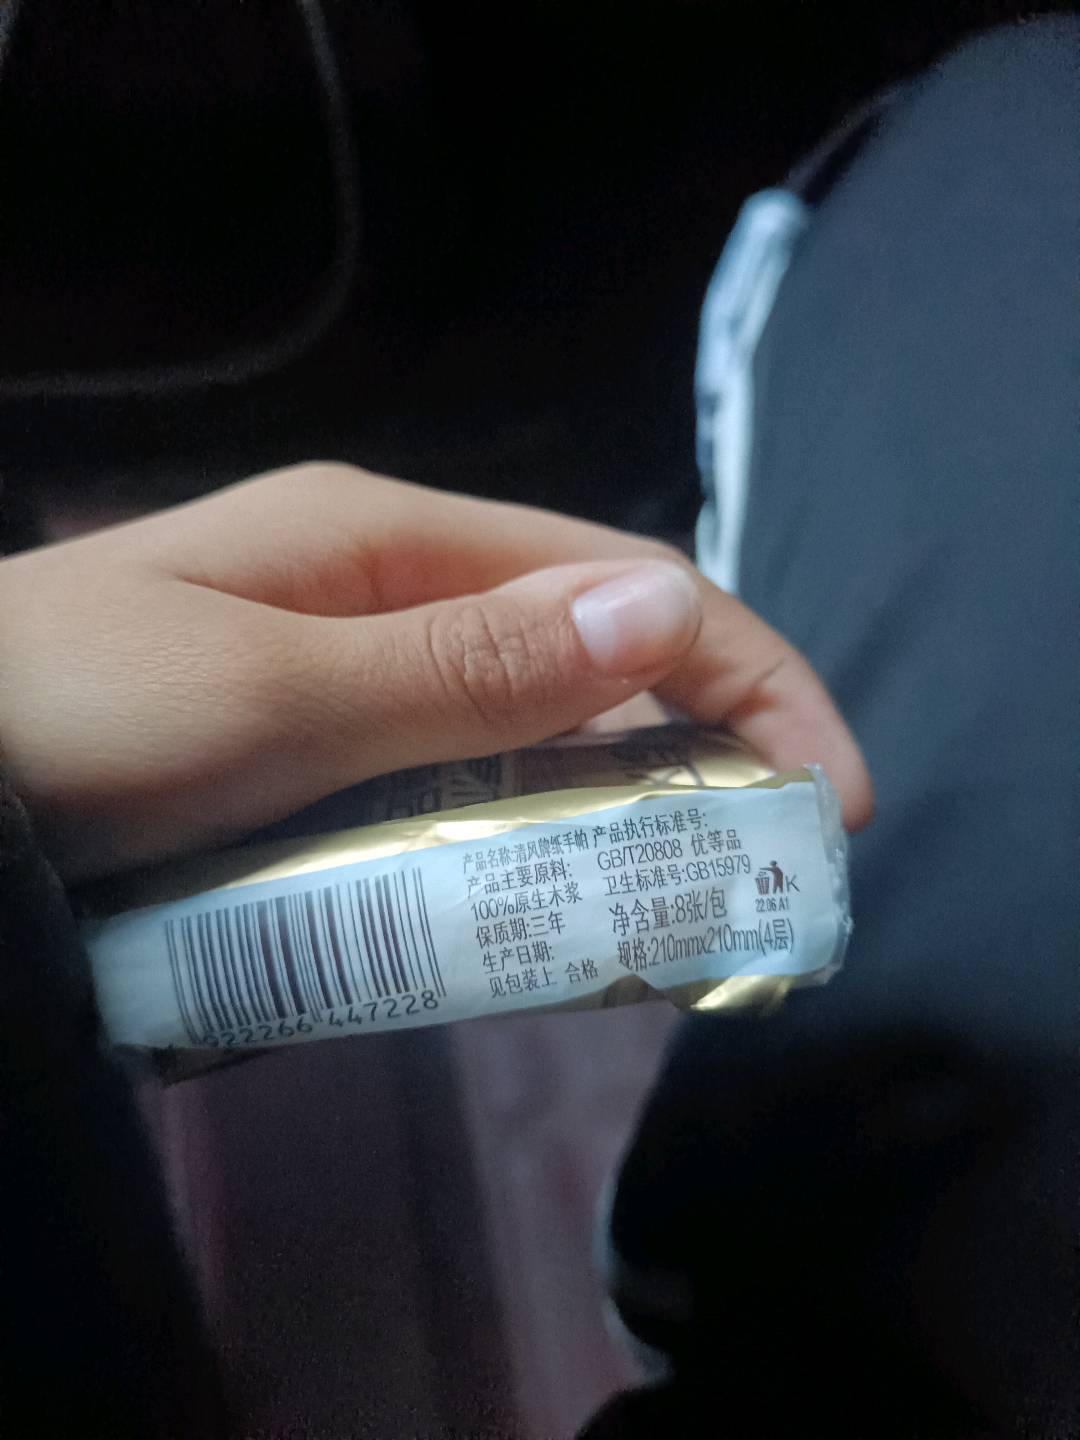 产品名称:清风牌纸手帕
产品主要原料:
100%原生木浆
保质期:三年
生产日期:
见包装上 合格
产品执行标准号:
GB/T20808 优等品
卫生标准号:GB15979
净含量:8张/包
规格:210mmx210mm(4层)
K
22.06 A1
922266 447228